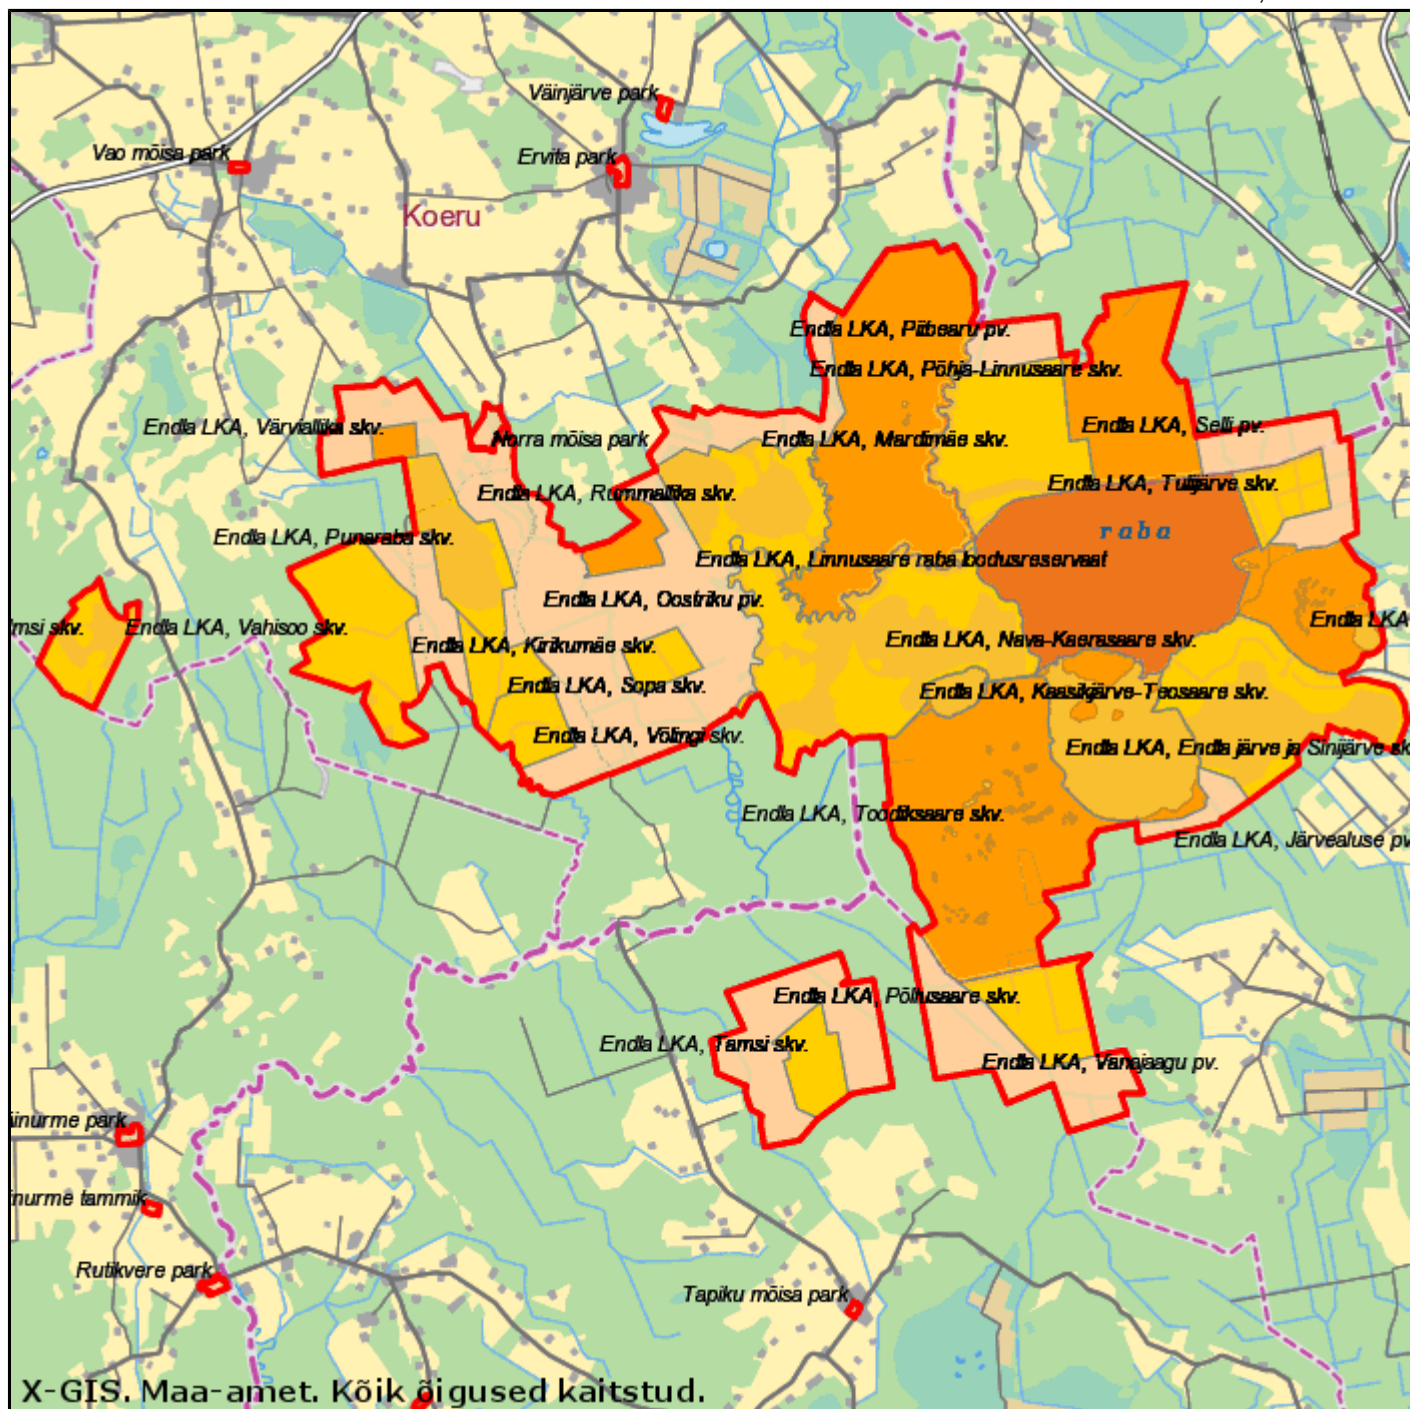 Väinjärve park
Vao mõisa park
Ervita park
Koeru
Endla LKA, Piibearu pv.
Endla LKA, Põhja-Linnusaare skv.
Endla LKA, Värviallika skv.
Norra mõisa park
Endla LKA, Mardimäe skv.
Endla LKA, Selli pv.
Endla LKA, Rummallika skv.
Endla LKA, Tulijärve skv.
raba
Endla LKA, Punaraba skv.
Endla LKA, Linnusaare raba loodusreservaat
Endla LKA, Oostriku pv.
msi skv.
Endla LKA, Vahisoo skv.
Endla LKA
Endla LKA, Kirikumäe skv.
Endla LKA, Nava-Kaerasaare skv.
Endla LKA, Sopa skv.
Endla LKA, Kaasikjärve-Teosaare skv.
Endla LKA, Võlingi skv.
Endla LKA, Endla järve ja Sinijärve sk
Endla LKA, Toodiksaare skv.
Endla LKA, Järvealuse pv
Endla LKA, Põltsaare skv.
Endla LKA, Tamsi skv.
Endla LKA, Vanajaagu pv.
inurme park
nurme tammik
Rutikvere park
Tapiku mõisa park
X-GIS. Maa-amet. Kõik õigused kaitstud.